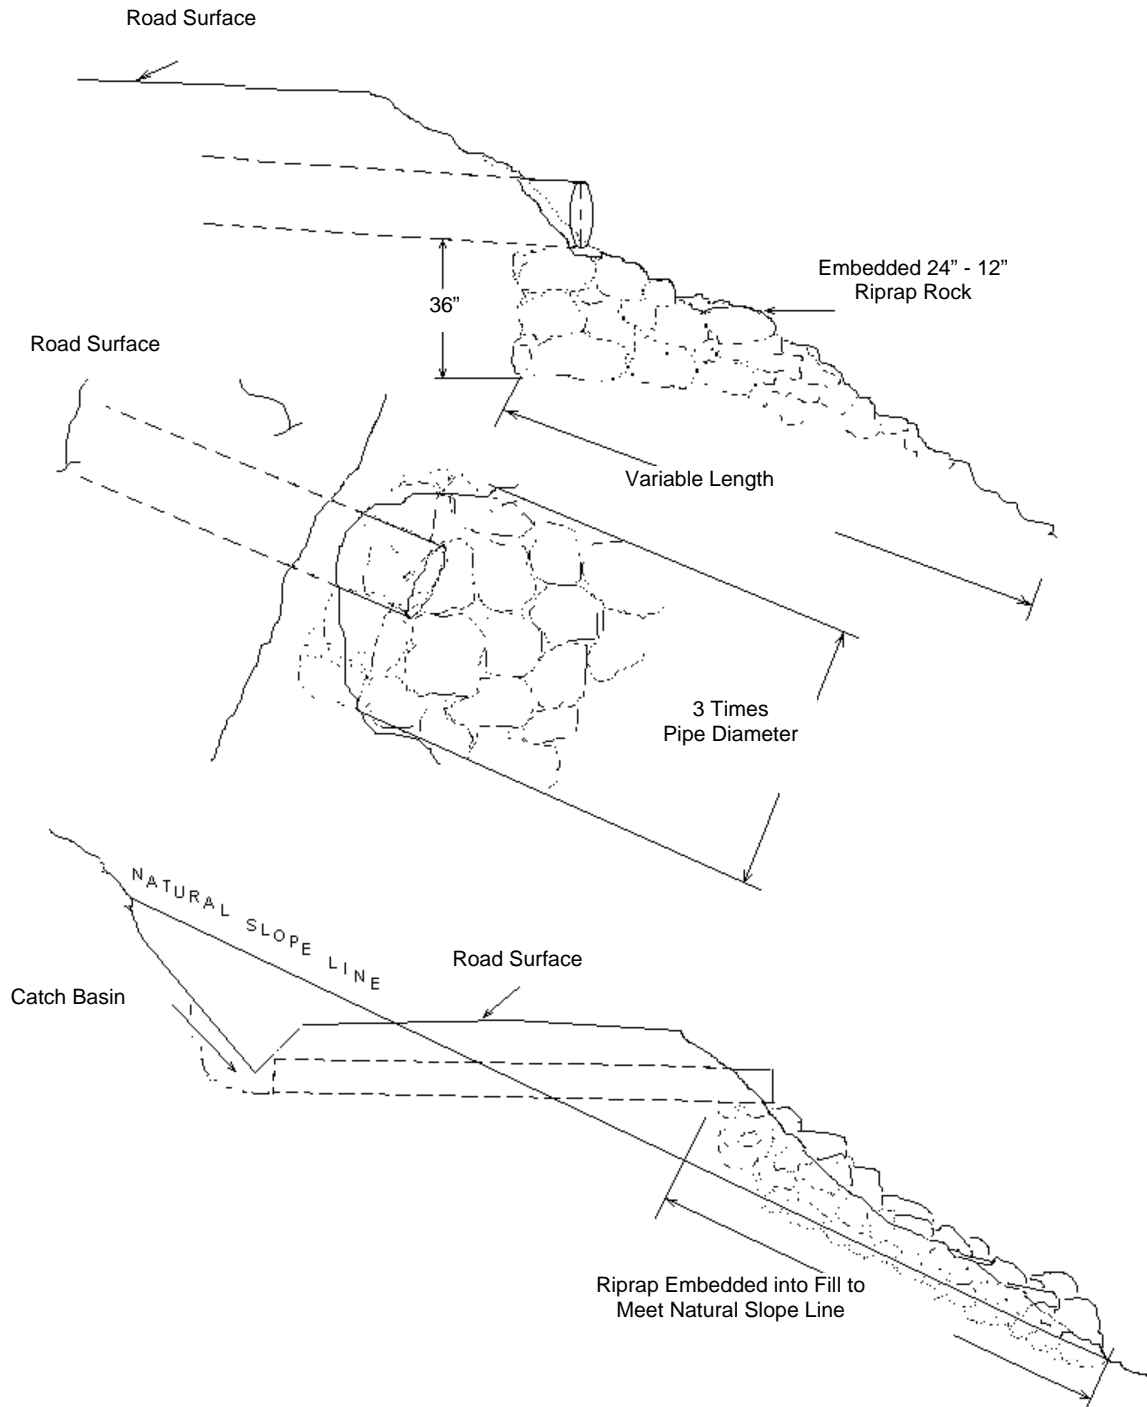 Road Surface
Embedded 24” - 12”
Riprap Rock
36”
Road Surface
Variable Length
3 Times
Pipe Diameter
NATURAL SLOPE LINE
Road Surface
Catch Basin
Riprap Embedded into Fill to
Meet Natural Slope Line